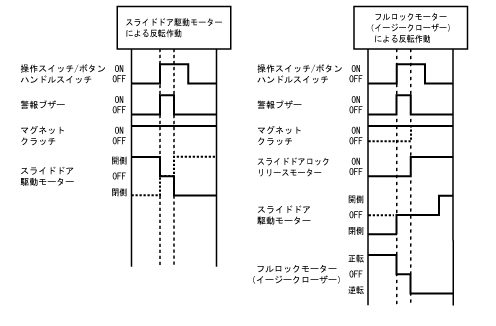 スライドドア駆動モーター
による反転作動
操作スイッチ/ボタン
ハンドルスイッチ
ON
OFF
警報ブザー
ON
OFF
マグネット
クラッチ
ON
OFF
スライドドア
駆動モーター
開側
OFF
閉側
フルロックモーター
(イージークローザー)
による反転作動
操作スイッチ/ボタン
ハンドルスイッチ
ON
OFF
警報ブザー
ON
OFF
マグネット
クラッチ
ON
OFF
スライドドアロック
リリースモーター
ON
OFF
スライドドア
駆動モーター
開側
OFF
閉側
フルロックモーター
(イージークローザー)
正転
OFF
逆転